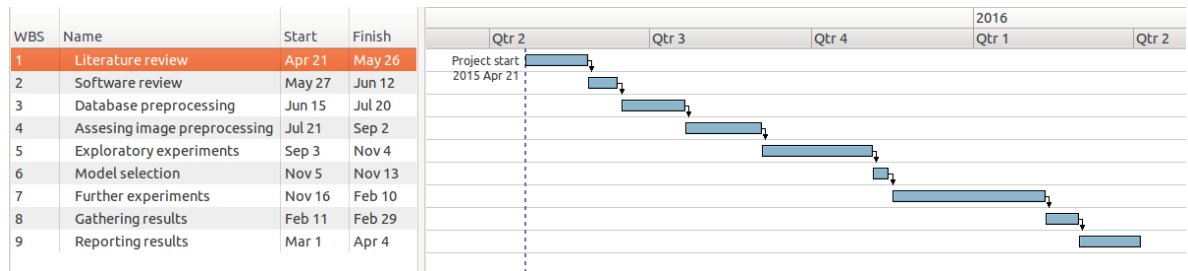 2016
WBS Name Start Finish Qtr 2 Qtr 3 Qtr 4 Qtr 1 Qtr 2
1 Literature review Apr 21 May 26 Project start
2015 Apr 21
2 Software review May 27 Jun 12
3 Database preprocessing Jun 15 Jul 20
4 Assesing image preprocessing Jul 21 Sep 2
5 Exploratory experiments Sep 3 Nov 4
6 Model selection Nov 5 Nov 13
7 Further experiments Nov 16 Feb 10
8 Gathering results Feb 11 Feb 29
9 Reporting results Mar 1 Apr 4